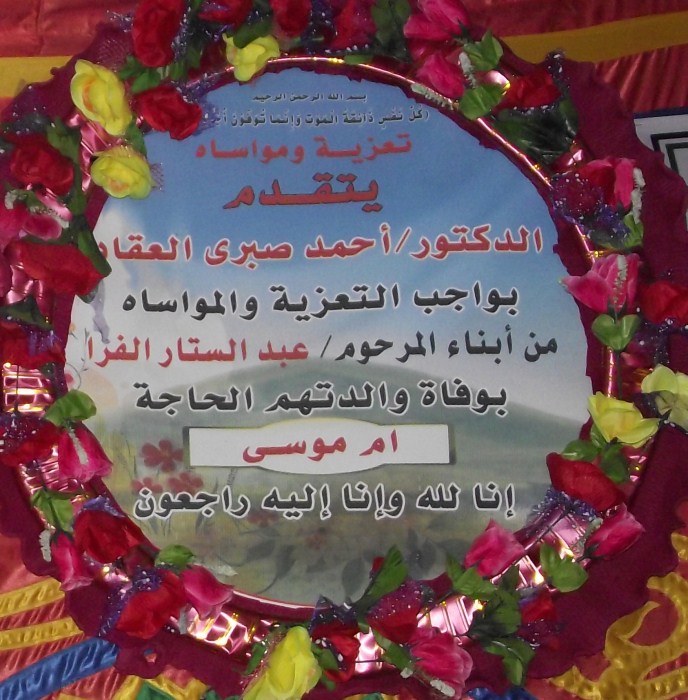 بسم الله الرحمن الرحيم
كل نفس ذائقة الموت وإنما توفون
تعزية ومواساه
يتقدم
الدكتور/أحمد صبرى العقاد
بواجب التعزية والمواساه
من أبناء المرحوم/ عبد الستار الفرا
بوفاة والدتهم الحاجة
ام موسى
إنا لله وإنا إليه راجعون